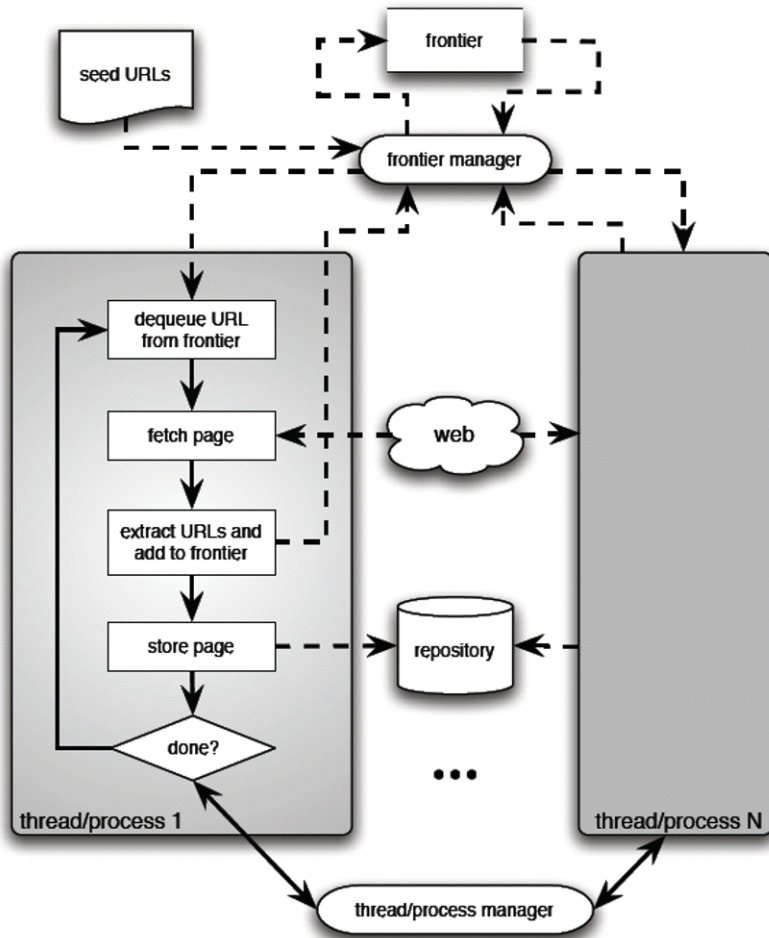 seed URLs
frontier
frontier manager
dequeue URL
from frontier
fetch page
web
extract URLs and
add to frontier
store page
repository
done?
...
thread/process 1
thread/process N
thread/process manager